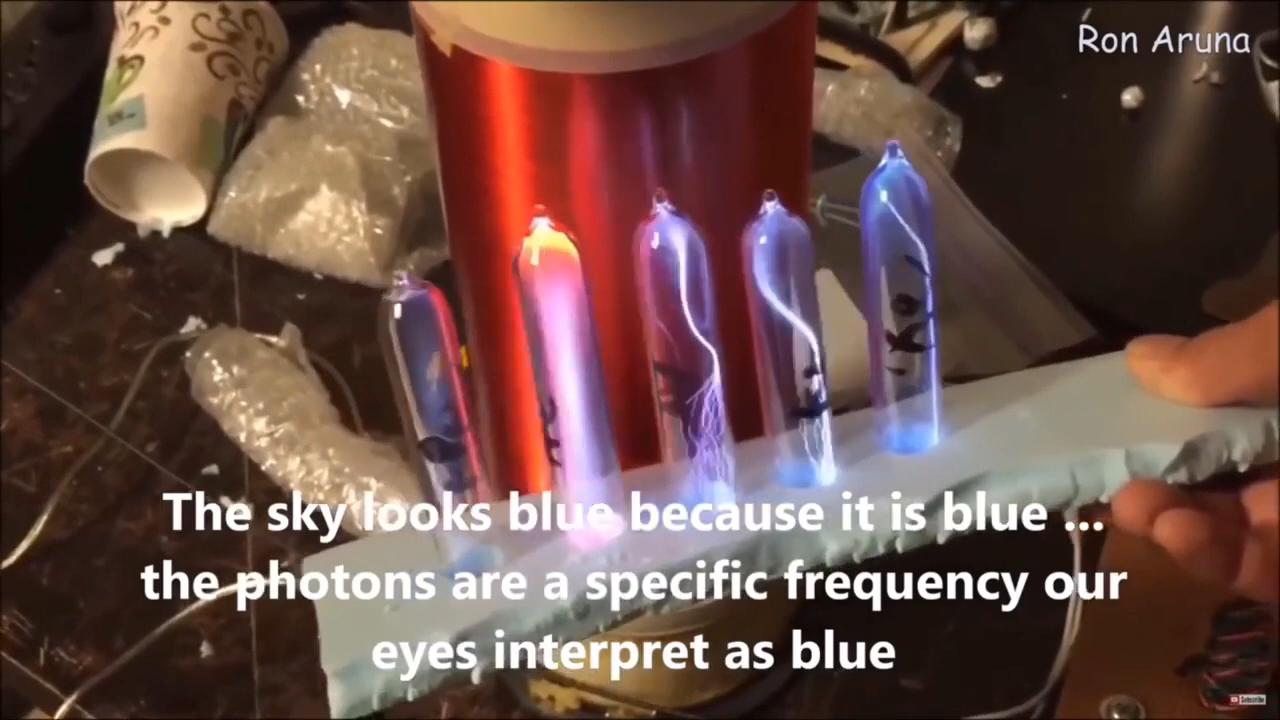 Ron Aruna
The sky looks blue because it is blue ...
the photons are a specific frequency our
eyes interpret as blue
Subscribe